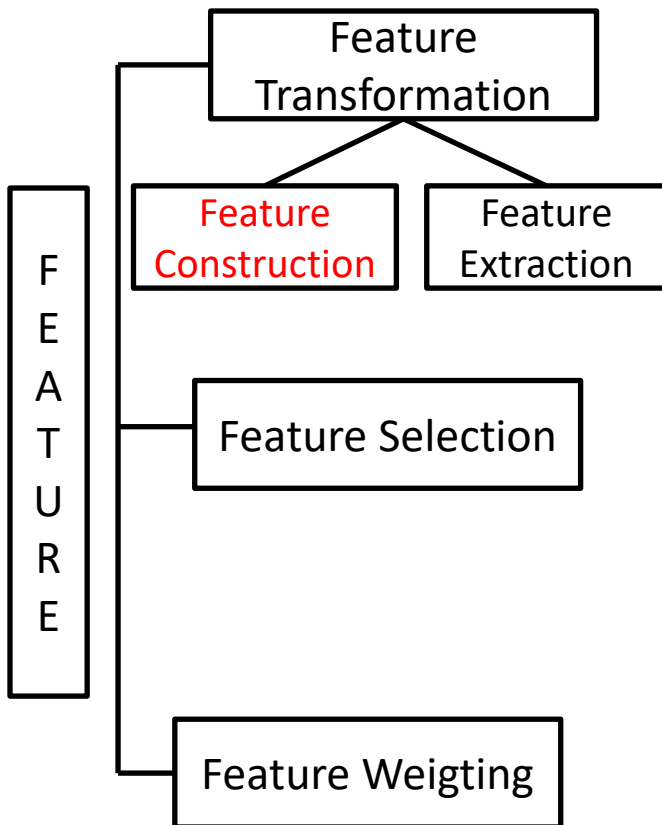 Feature
Transformation
Feature
Construction
Feature
Extraction
F
E
A
T
U
R
E
Feature Selection
Feature Weigting